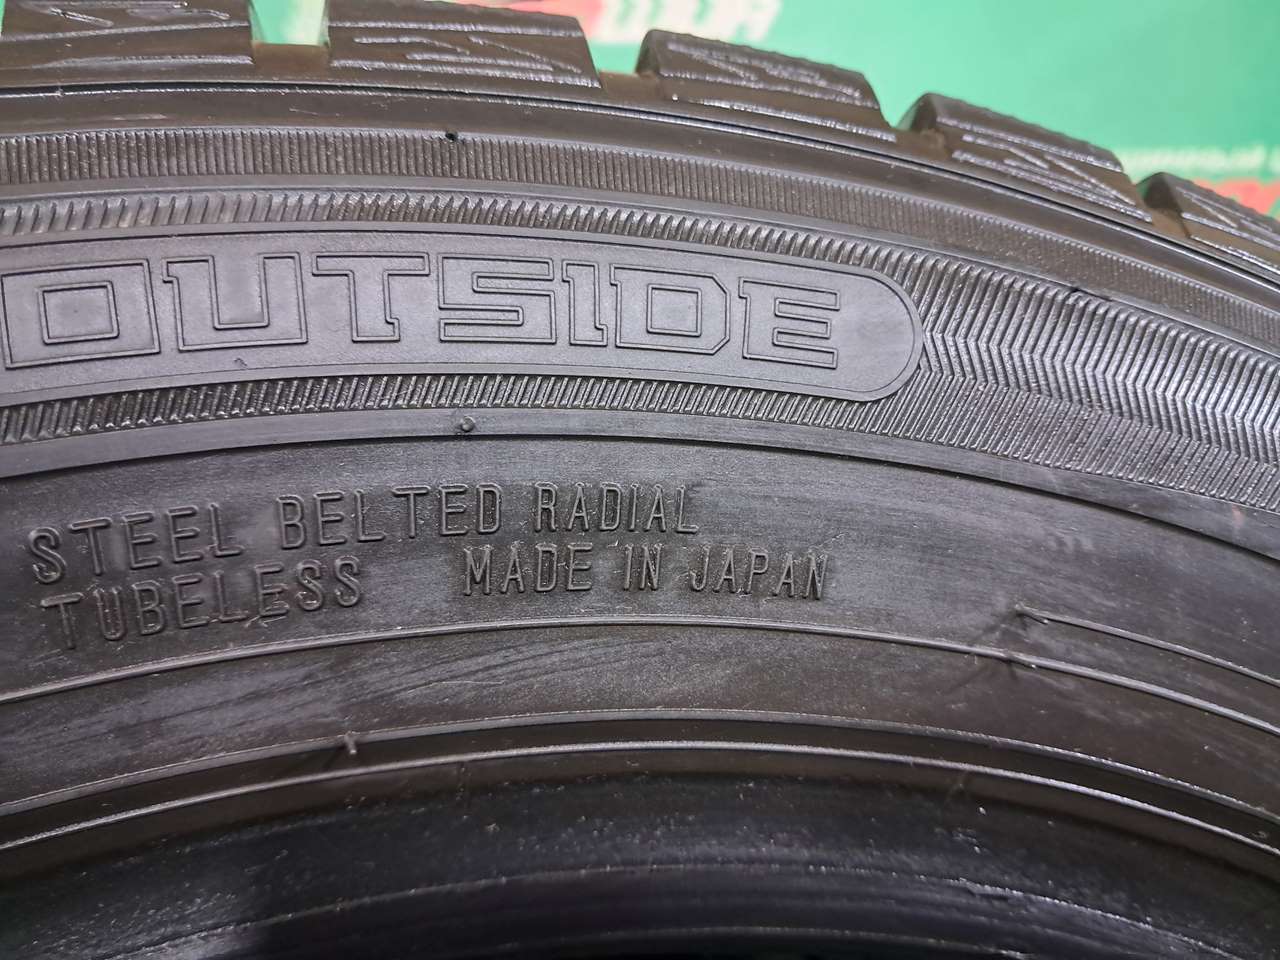 OUTSIDE
STEEL BELTED RADIAL
TUBELESS MADE IN JAPAN